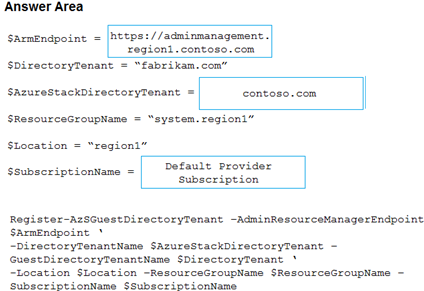 Answer Area
$ArmEndpoint = https://adminmanagement.
region1.contoso.com
$DirectoryTenant = “fabrikam.com”
$AzureStackDirectoryTenant = contoso.com
$ResourceGroupName = “system.region1”
$Location = “region1”
$SubscriptionName = Default Provider
Subscription
Register-AzSGuestDirectoryTenant –AdminResourceManagerEndpoint
$ArmEndpoint ‘
-DirectoryTenantName $AzureStackDirectoryTenant –
GuestDirectoryTenantName $DirectoryTenant ‘
-Location $Location –ResourceGroupName $ResourceGroupName –
SubscriptionName $SubscriptionName